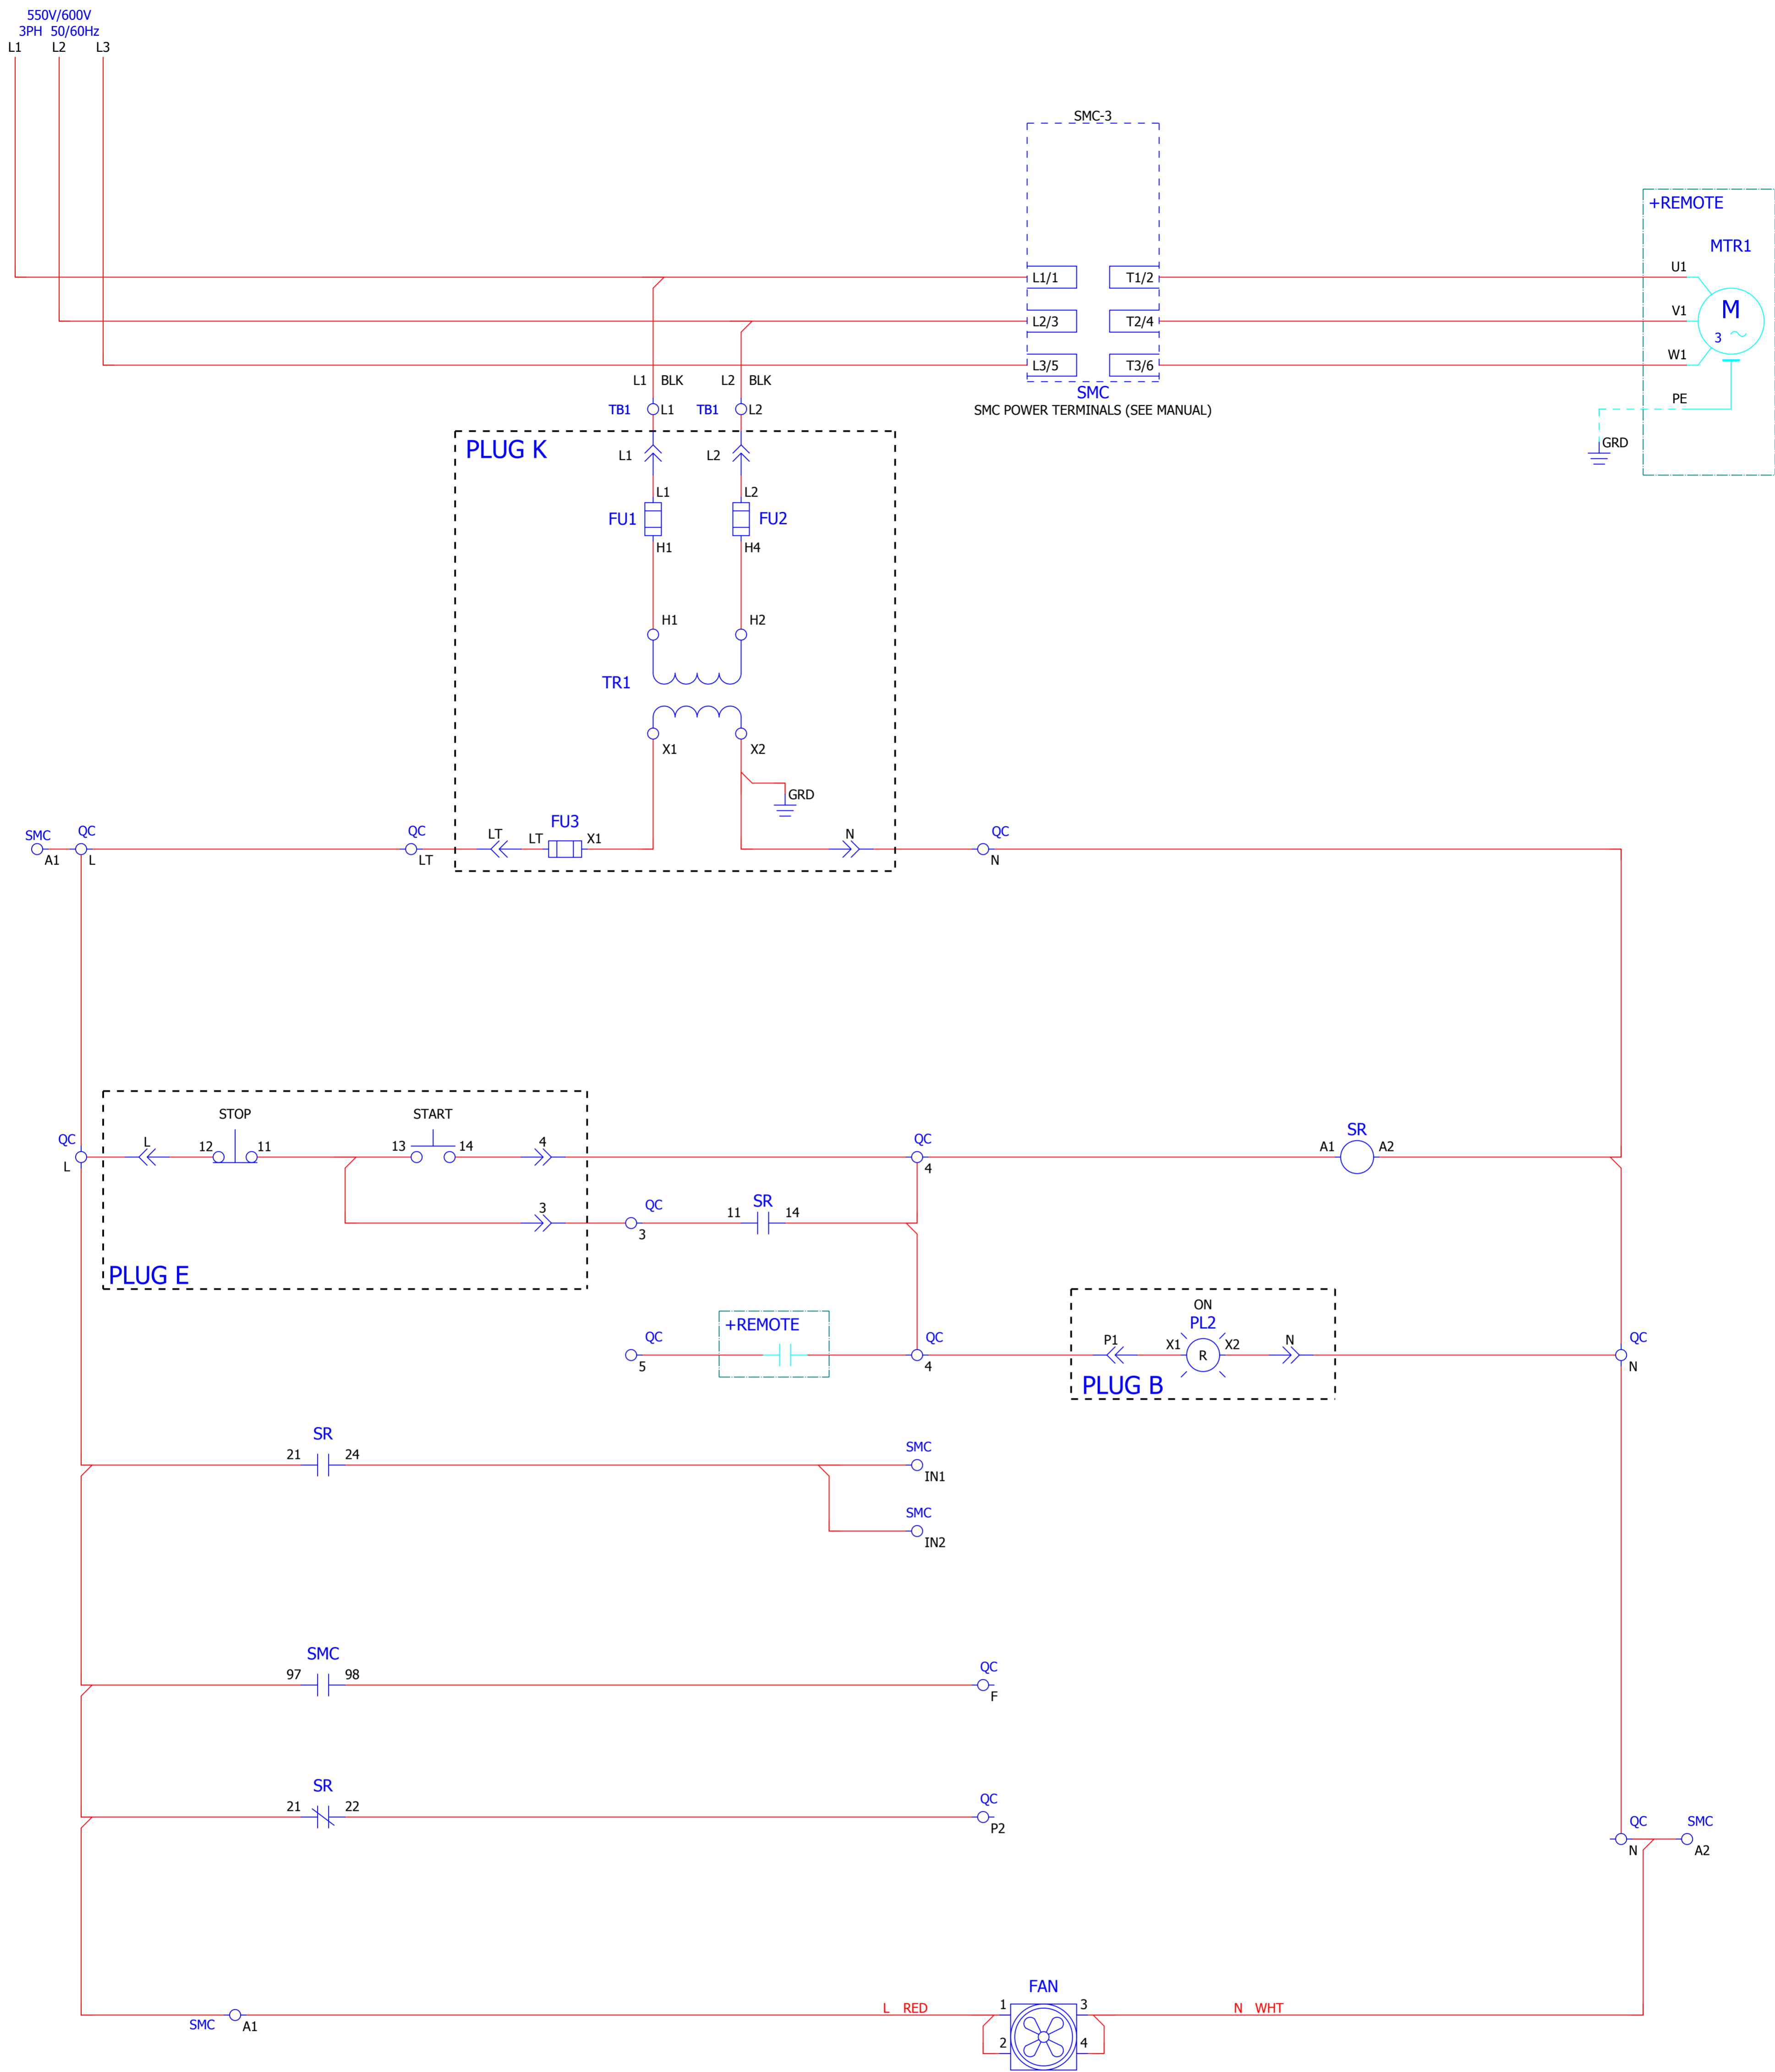 550V/600V
3PH 50/60Hz
L1 L2 L3
SMC-3
+REMOTE
MTR1
L1/1 T1/2 U1
L2/3 T2/4 V1
M
3
L3/5 T3/6 W1
SMC
SMC POWER TERMINALS (SEE MANUAL)
PE
GRD
L1 BLK L2 BLK
TB1 L1 TB1 L2
PLUG K
L1 L2
L1 L2
FU1 FU2
H1 H4
H1 H2
TR1
X1 X2
GRD
SMC QC QC LT FU3 LT X1 N QC
A1 L LT N
STOP START
QC L 12 11 13 14 4 QC SR A1 A2
L 4
3 QC 11 SR 14
3
PLUG E
+REMOTE
ON
PL2
QC QC P1 X1 R X2 N QC
5 4 N
PLUG B
SR
21 24 SMC
IN1
SMC
IN2
SMC
97 98 QC
F
SR
21 22 QC
P2
QC SMC
N A2
FAN
L RED 1 3 N WHT
SMC A1
2 4